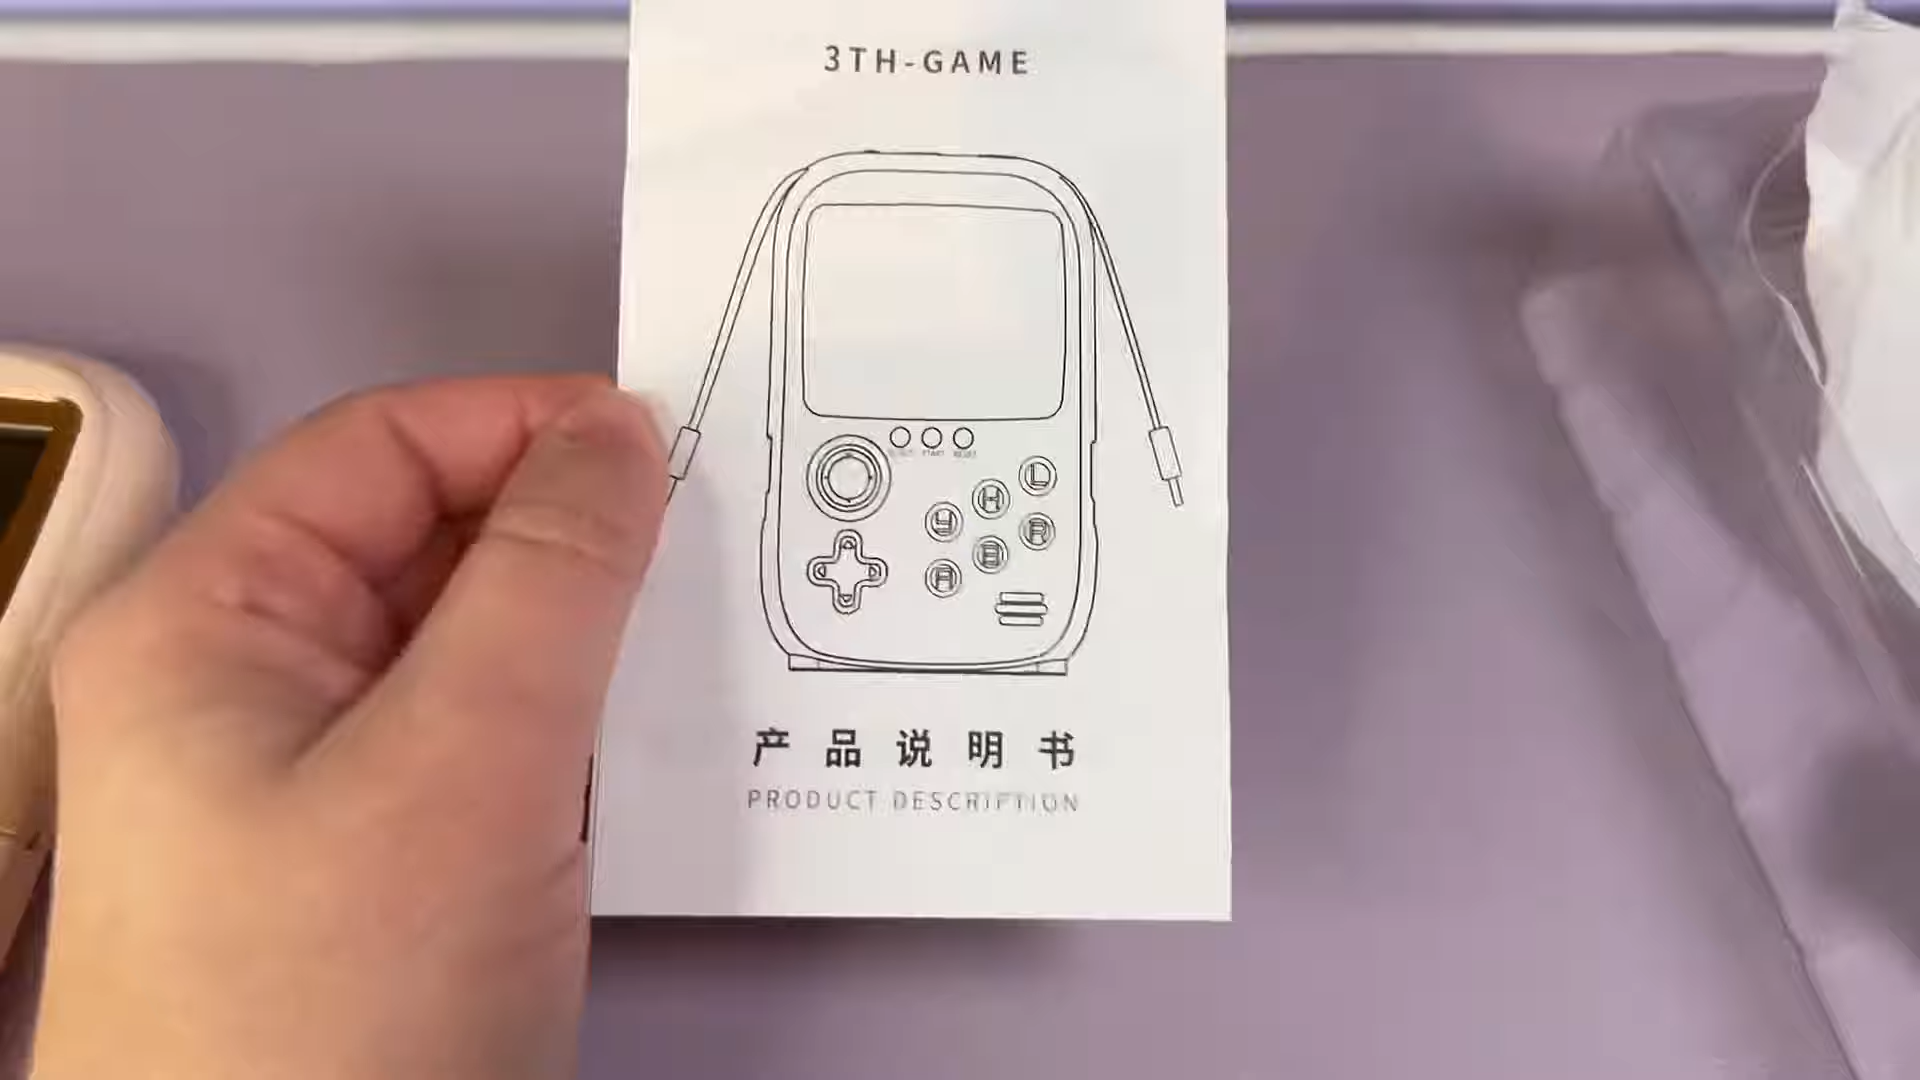 3TH-GAME
L
H
Y
R
B
A
产品说明书
PRODUCT DESCRIPTION